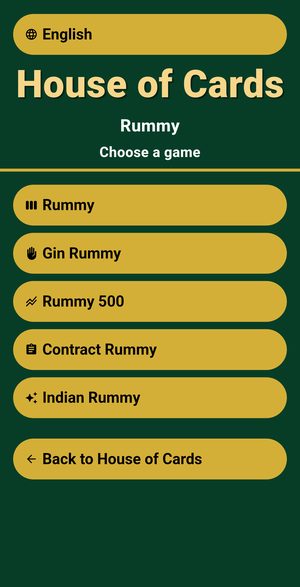 English
House of Cards
Rummy
Choose a game
Rummy
Gin Rummy
Rummy 500
Contract Rummy
Indian Rummy
Back to House of Cards